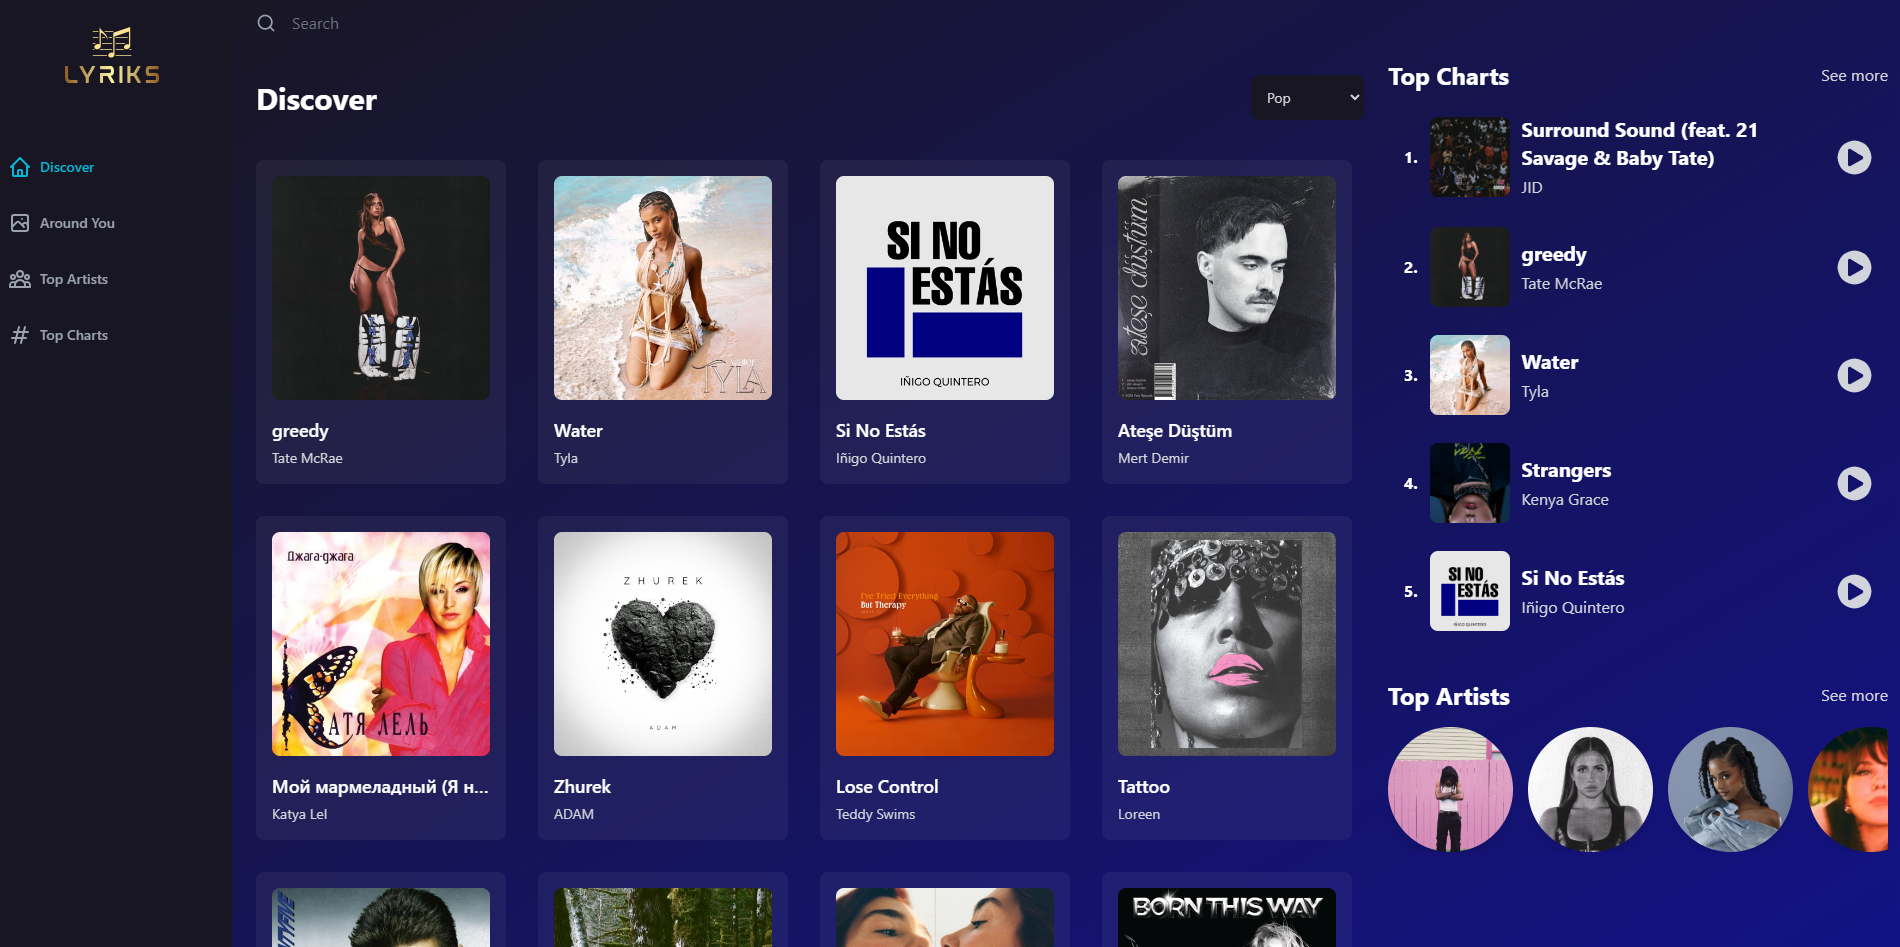 LYRIKS
Discover
Around You
Top Artists
Top Charts
Search
Discover
Pop
TYLA
greedy
Tate McRae
Water
Tyla
SI NO
ESTÁS
IÑIGO QUINTERO
Si No Estás
Iñigo Quintero
ateşe düştüm
Ateşe Düştüm
Mert Demir
Джага-джага
КАТЯ ЛЕЛЬ
Мой мармеладный (Я н...
Katya Lel
ZHUREK
ADAM
Zhurek
ADAM
I've Tried Everything
But Therapy
Lose Control
Teddy Swims
Tattoo
Loreen
BORN THIS WAY
Top Charts
See more
1.
Surround Sound (feat. 21
Savage & Baby Tate)
JID
2.
greedy
Tate McRae
3.
Water
Tyla
4.
Strangers
Kenya Grace
5.
SI NO
ESTÁS
IÑIGO QUINTERO
Si No Estás
Iñigo Quintero
Top Artists
See more